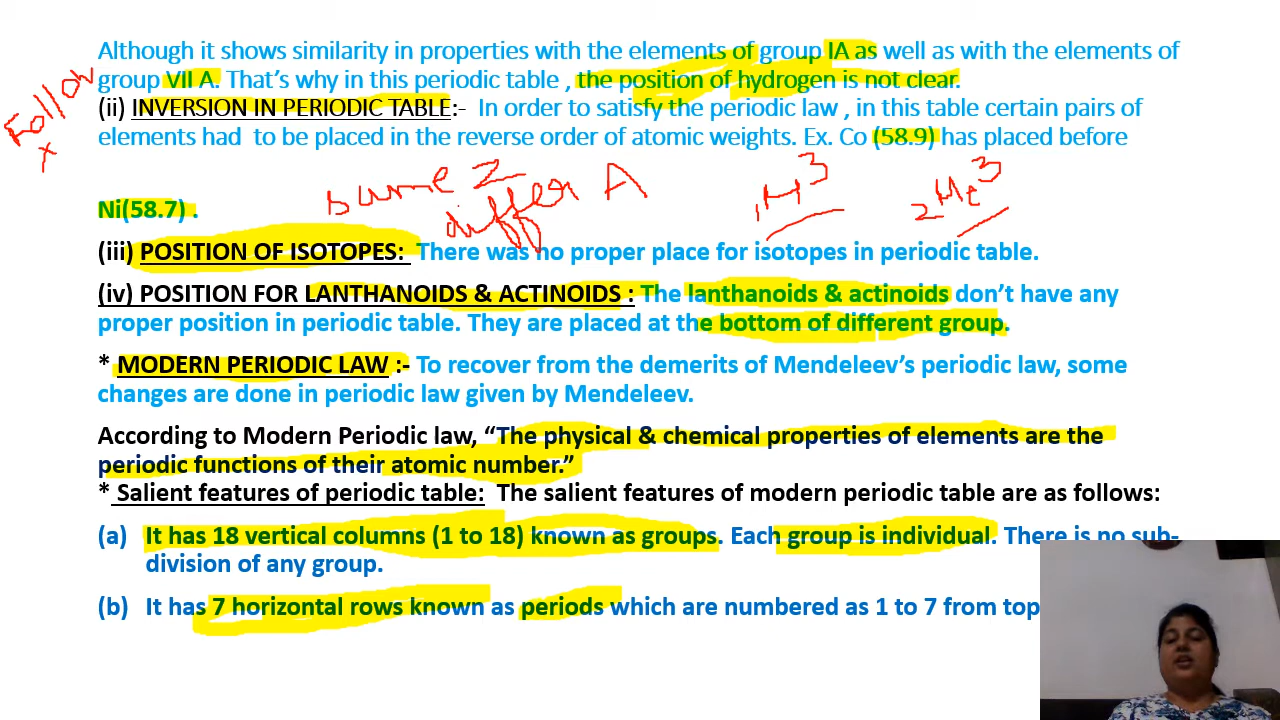 Although it shows similarity in properties with the elements of group IA as well as with the elements of
group VII A. That's why in this periodic table , the position of hydrogen is not clear.
Follow
x
(ii) INVERSION IN PERIODIC TABLE:- In order to satisfy the periodic law , in this table certain pairs of
elements had to be placed in the reverse order of atomic weights. Ex. Co (58.9) has placed before
same Z
differ A
₁H³
₂He³
Ni(58.7) .
(iii) POSITION OF ISOTOPES: There was no proper place for isotopes in periodic table.
(iv) POSITION FOR LANTHANOIDS & ACTINOIDS : The lanthanoids & actinoids don't have any
proper position in periodic table. They are placed at the bottom of different group.
* MODERN PERIODIC LAW :- To recover from the demerits of Mendeleev's periodic law, some
changes are done in periodic law given by Mendeleev.
According to Modern Periodic law, "The physical & chemical properties of elements are the
periodic functions of their atomic number."
* Salient features of periodic table: The salient features of modern periodic table are as follows:
(a) It has 18 vertical columns (1 to 18) known as groups. Each group is individual. There is no sub-
division of any group.
(b) It has 7 horizontal rows known as periods which are numbered as 1 to 7 from top